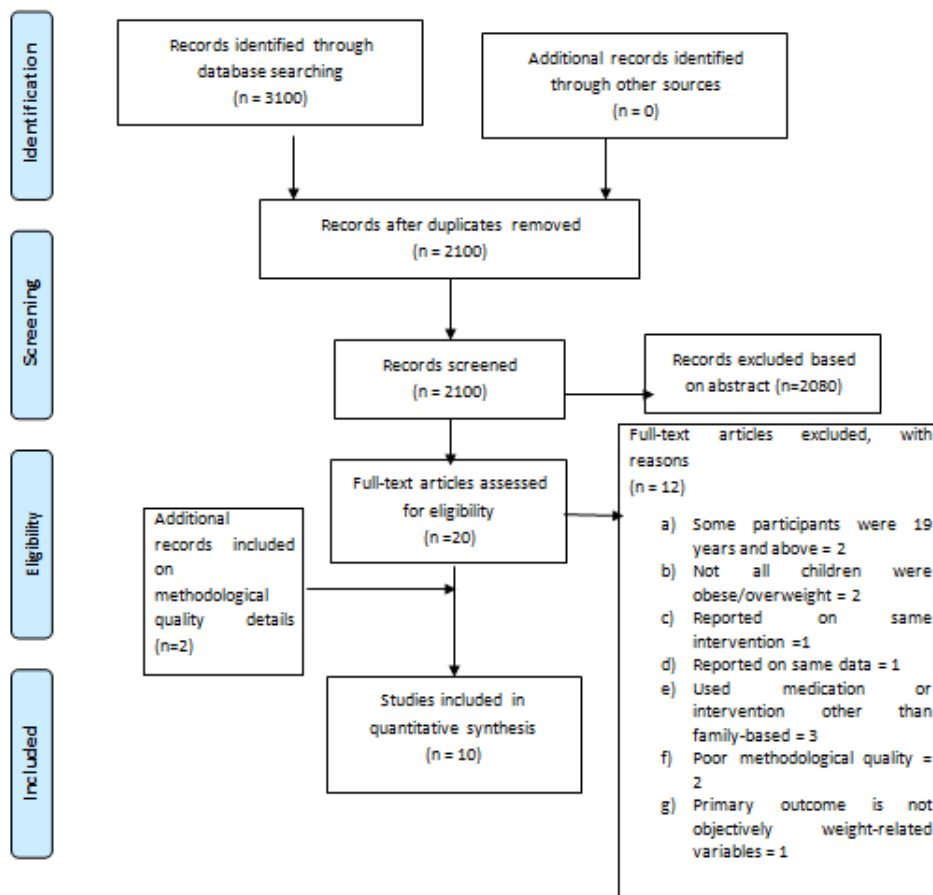 Identification
Records identified through
database searching
(n = 3100)
Additional records identified
through other sources
(n = 0)
Records after duplicates removed
(n = 2100)
Screening
Records screened
(n = 2100)
Records excluded based
on abstract (n=2080)
Eligibility
Full-text articles assessed
for eligibility
(n =20)
Full-text articles excluded, with
reasons
(n = 12)
a) Some participants were 19
years and above = 2
b) Not all children were
obese/overweight = 2
c) Reported on same
intervention =1
d) Reported on same data = 1
e) Used medication or
intervention other than
family-based = 3
f) Poor methodological quality =
2
g) Primary outcome is not
objectively weight-related
variables = 1
Additional
records included
on
methodological
quality details
(n=2)
Included
Studies included in
quantitative synthesis
(n = 10)